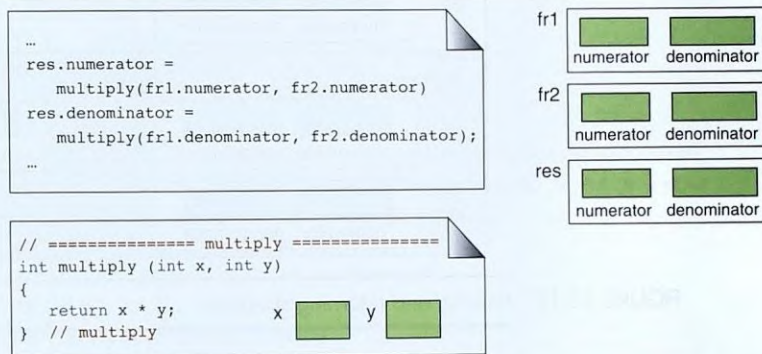 …
res.numerator =
multiply(fr1.numerator, fr2.numerator)
res.denominator =
multiply(fr1.denominator, fr2.denominator);
…
// =============== multiply ===============
int multiply (int x, int y)
{
return x * y;
} // multiply
x y
fr1
numerator denominator
fr2
numerator denominator
res
numerator denominator